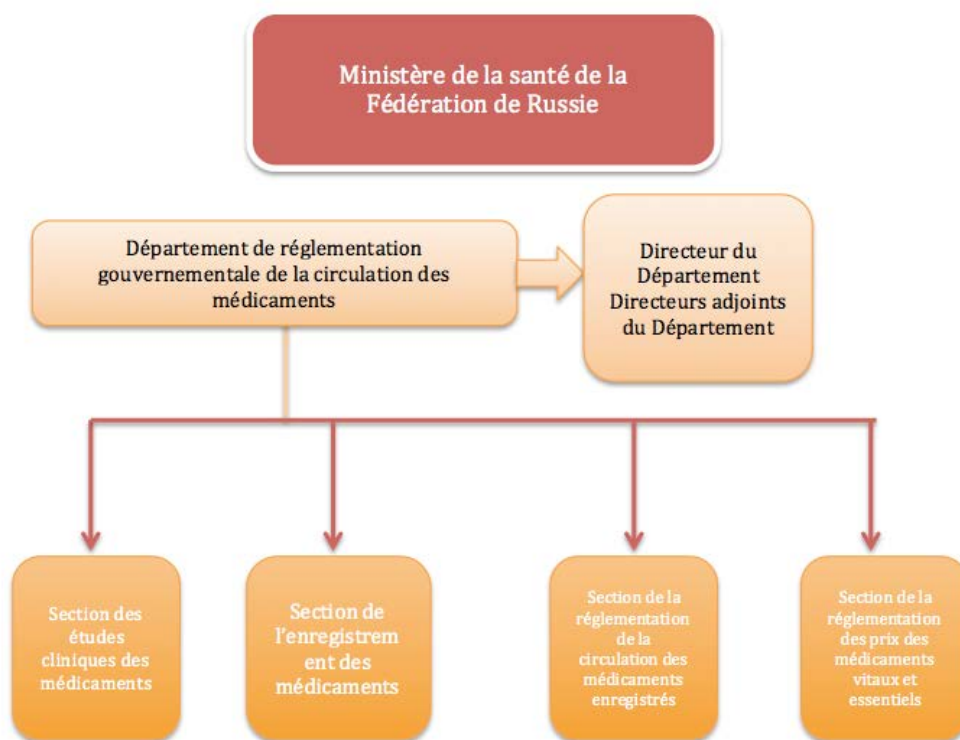 Ministère de la santé de la
Fédération de Russie
Département de réglementation
gouvernementale de la circulation des
médicaments
Directeur du
Département
Directeurs adjoints
du Département
Section des
études
cliniques des
médicaments
Section de
l'enregistrem
ent des
médicaments
Section de la
réglementation
de la
circulation des
médicaments
enregistrés
Section de la
réglementation
des prix des
médicaments
vitaux et
essentiels